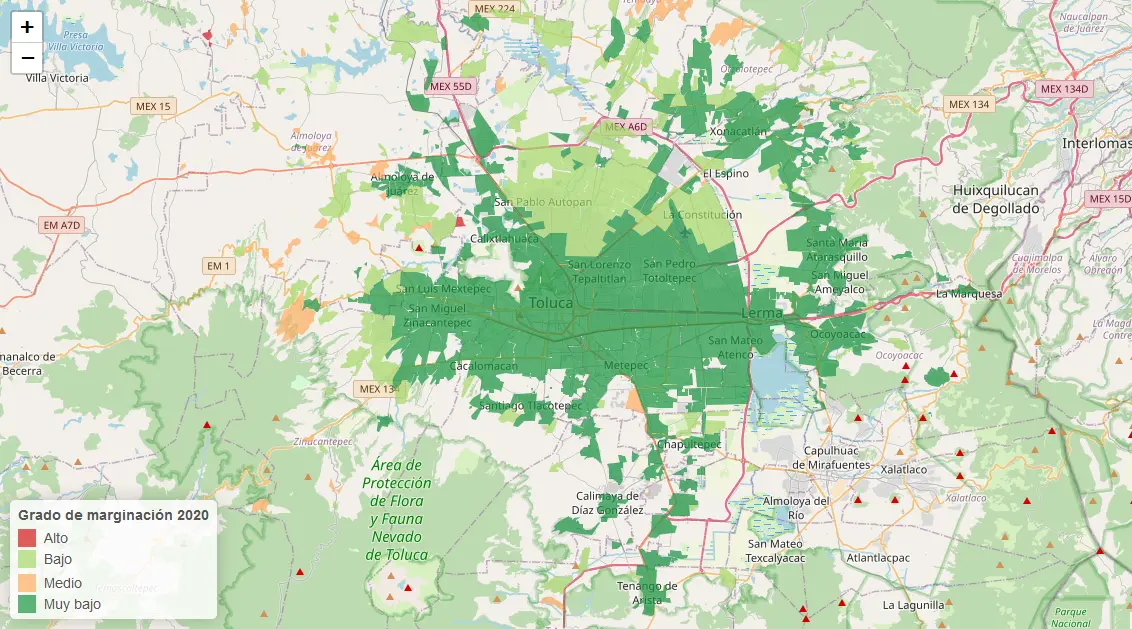 +
−
MEX 224
Naucalpan
de Juárez
Presa
Villa Victoria
Villa Victoria
MEX 55D
MEX 15
MEX 134
MEX 134D
Almoloya
de Juárez
MEX A6D
Xonacatlán
Interlomas
Almoloya de
Juárez
El Espino
Huixquilucan
de Degollado
MEX 15D
San Pablo Autopan
La Constitución
EM A7D
Calixtlahuaca
Santa María
Atarasquillo
Cuajimalpa
de Morelos
Álvaro
Obregón
EM 1
San Lorenzo
Tepaltitlán
San Pedro
Totoltepec
San Miguel
Ameyalco
San Luis Mextepec
La Marquesa
Toluca
San Miguel
Zinacantepec
Lerma
Ocoyoacac
San Mateo
Atenco
Ocoyoacac
manalco de
Becerra
Cacalomacan
Metepec
MEX 134
Santiago Tlacotepec
Zinacantepec
Chapultepec
Capulhuac
de Mirafuentes
Xalatlaco
Área de
Protección
de Flora
y Fauna
Nevado
de Toluca
Calimaya de
Díaz González
Almoloya del
Río
Xalatlaco
San Mateo
Texcalyacac
Atlantlacpac
Tenango de
Arista
La Lagunilla
Parque
Nacional
Grado de marginación 2020
Alto
Bajo
Medio
Muy bajo